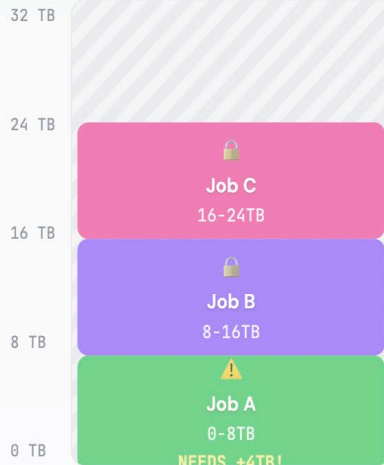 32 TB
24 TB
Job C
16-24TB
16 TB
Job B
8-16TB
8 TB
Job A
0-8TB
0 TB
NEEDS +4TB!